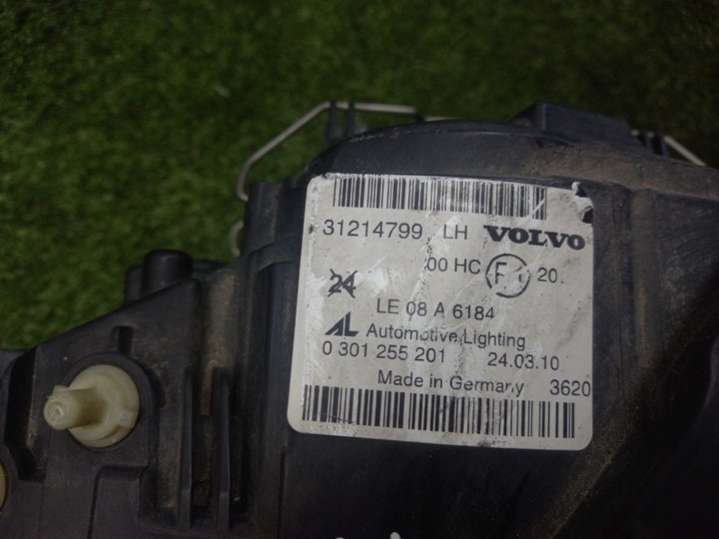 31214799 LH VOLVO
00 HC 20.
24
LE 08 A 6184
AL Automotive Lighting
0 301 255 201 24.03.10
Made in Germany 3620